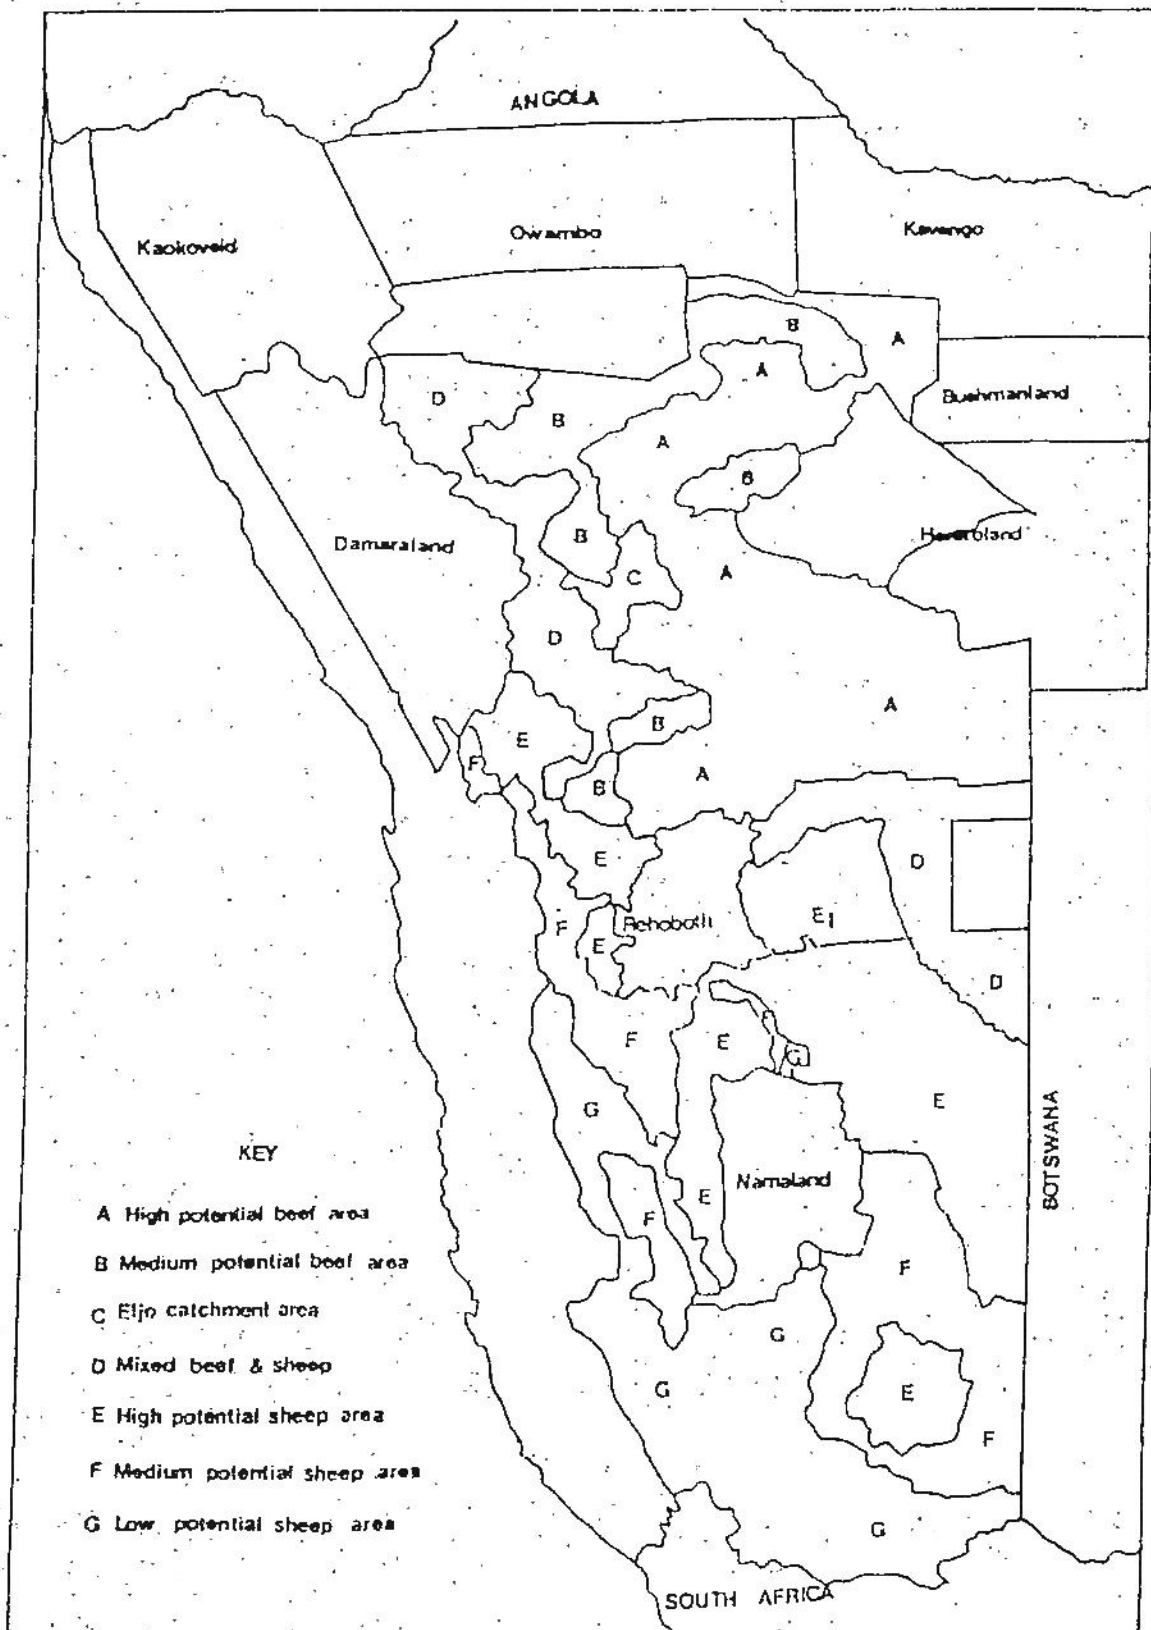 ANGOLA
Kaokoveld
Owambo
Kavango
B
A
A
D
Bushmanland
B
A
B
B
Damaraland
Hereroland
C
A
D
A
B
E
F
A
B
E
D
E1
F
Rehoboth
E
D
F
E
G
G
E
BOTSWANA
KEY
Namaland
E
A High potential beef area
F
B Medium potential beef area
F
C Eljo catchment area
G
D Mixed beef & sheep
G
E
E High potential sheep area
F
F Medium potential sheep area
G Low potential sheep area
G
SOUTH AFRICA